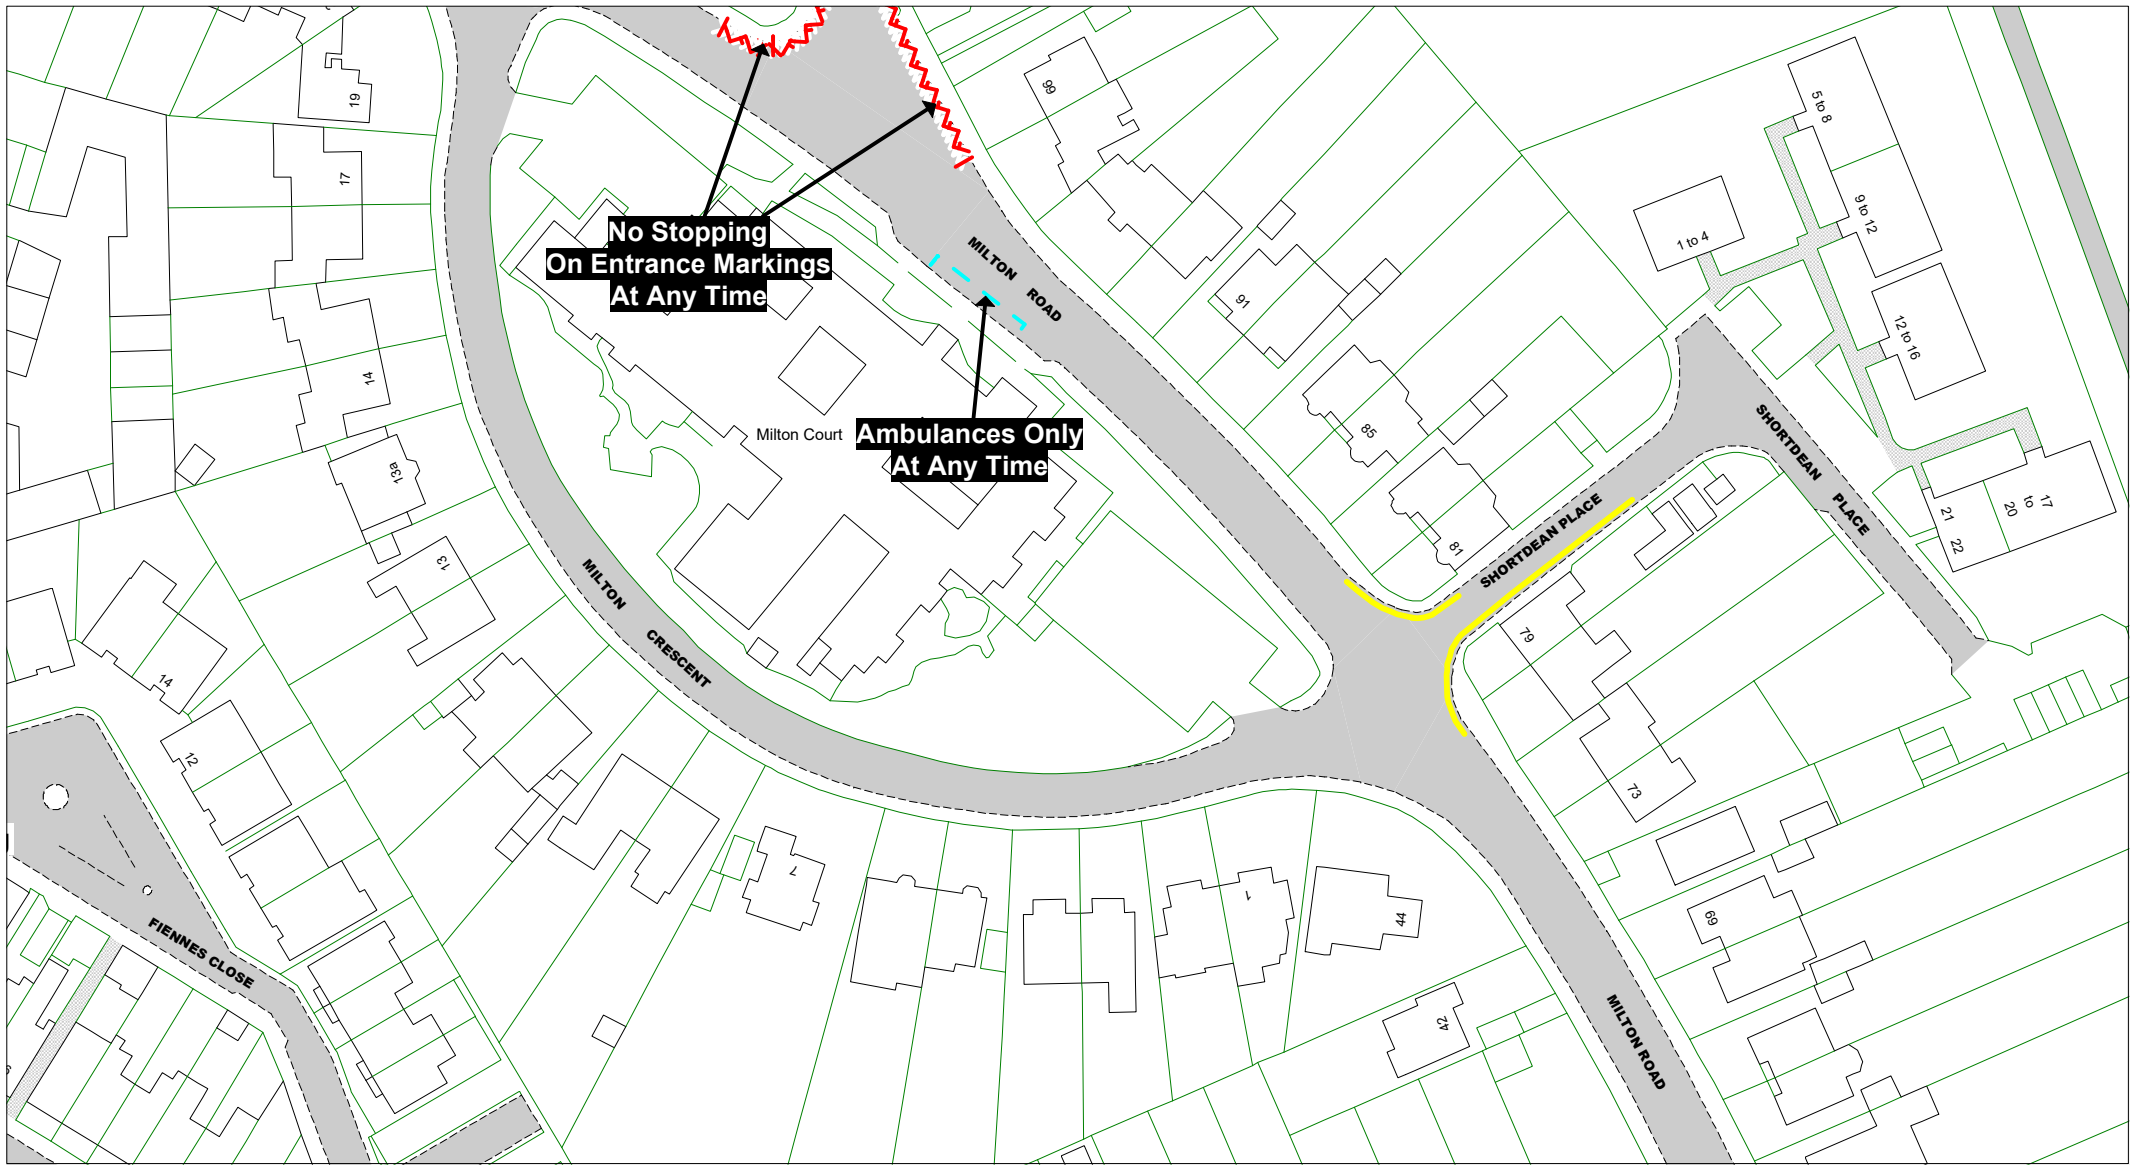 19
17
14
13a
13
14
12
7
1
44
42
99
91
85
81
79
73
69
5 to 8
9 to 12
1 to 4
12 to 16
17
to
20
21
22
No Stopping
On Entrance Markings
At Any Time
Ambulances Only
At Any Time
Milton Court
MILTON ROAD
MILTON CRESCENT
SHORTDEAN PLACE
SHORTDEAN PLACE
MILTON ROAD
FIENNES CLOSE